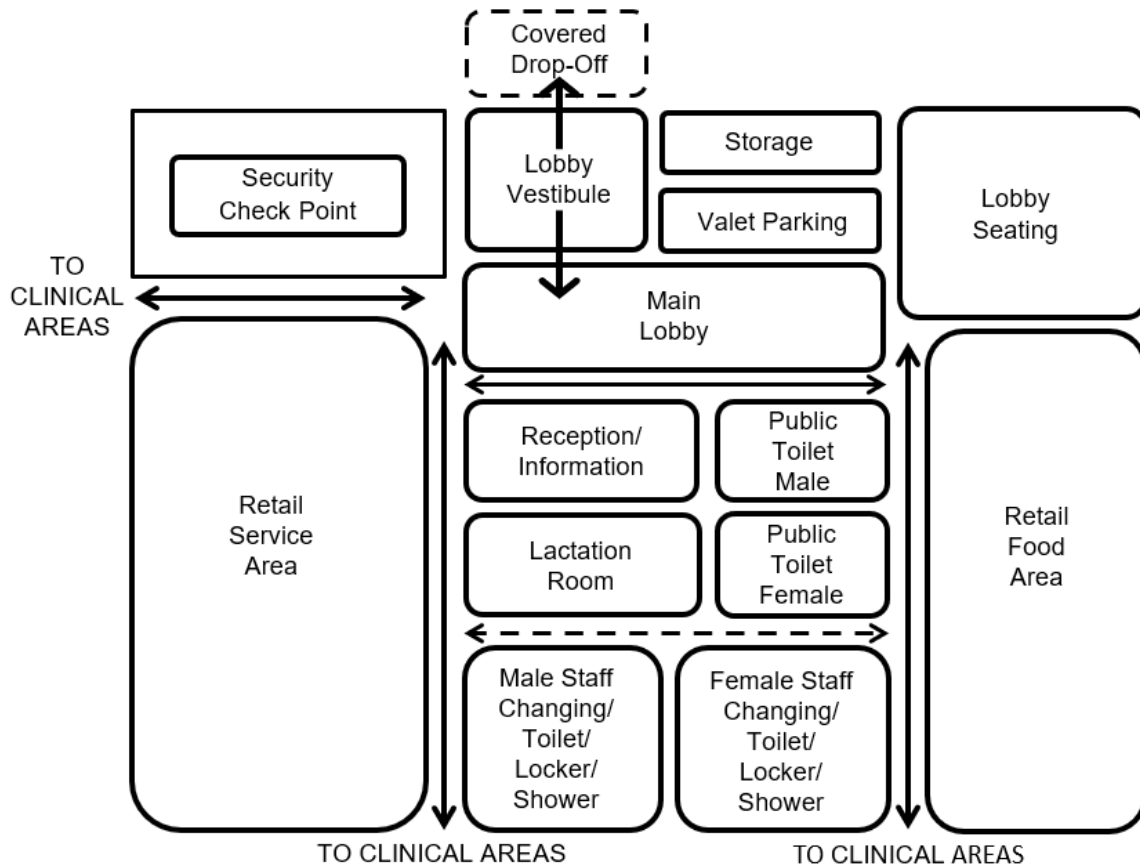 Covered
Drop-Off
Security
Check Point
Lobby
Vestibule
Storage
Valet Parking
Lobby
Seating
TO
CLINICAL
AREAS
Main
Lobby
Retail
Service
Area
Reception/
Information
Public
Toilet
Male
Lactation
Room
Public
Toilet
Female
Retail
Food
Area
Male Staff
Changing/
Toilet/
Locker/
Shower
Female Staff
Changing/
Toilet/
Locker/
Shower
TO CLINICAL AREAS
TO CLINICAL AREAS